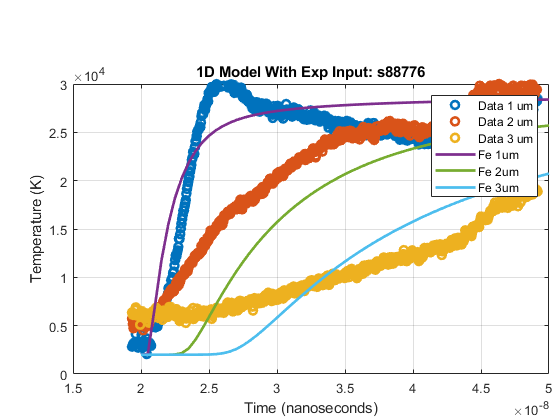 1D Model With Exp Input: s88776
×10⁴
3
2.5
2
1.5
1
0.5
0
Temperature (K)
Data 1 um
Data 2 um
Data 3 um
Fe 1um
Fe 2um
Fe 3um
1.5 2 2.5 3 3.5 4 4.5 5
Time (nanoseconds)
×10⁻⁸